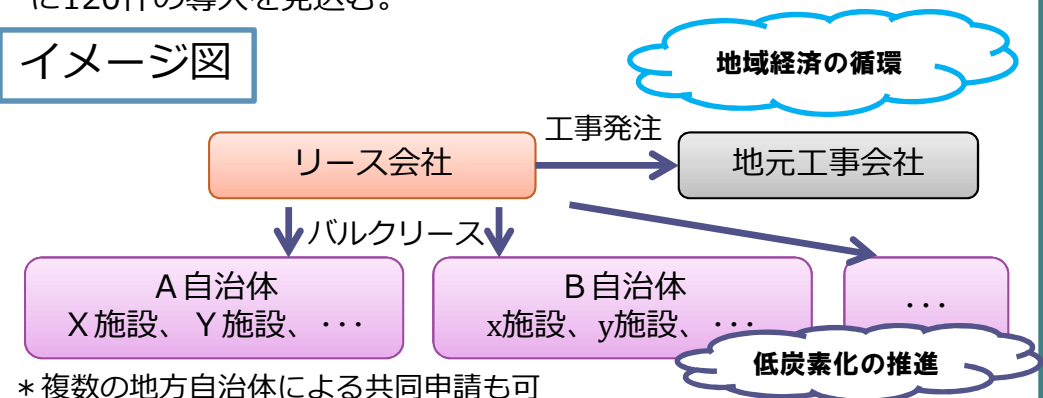 に120件の導入を見込む。
イメージ図
地域経済の循環
工事発注
リース会社
地元工事会社
バルクリース
A自治体
X施設、Y施設、･･･
B自治体
x施設、y施設、･･･
･･･
低炭素化の推進
＊複数の地方自治体による共同申請も可